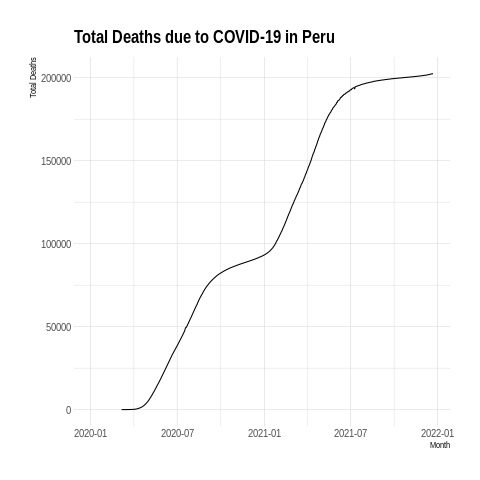 Total Deaths due to COVID-19 in Peru
Total Deaths
200000
150000
100000
50000
0
2020-01 2020-07 2021-01 2021-07 2022-01
Month